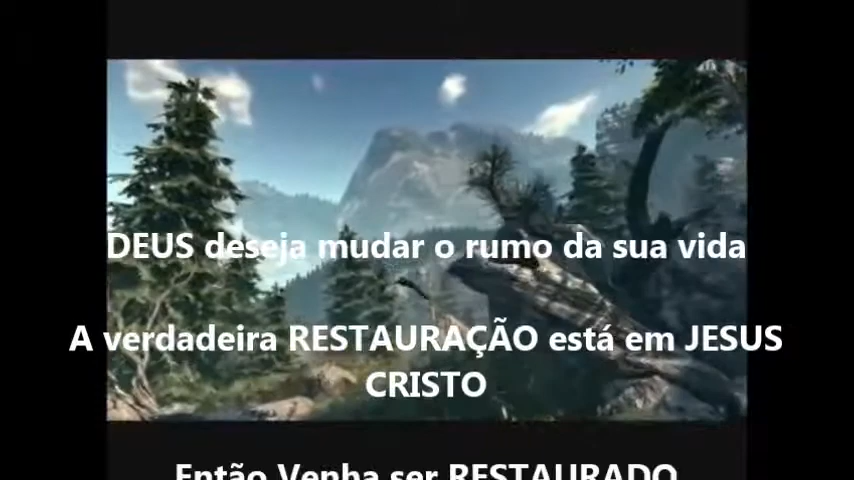 DEUS deseja mudar o rumo da sua vida
A verdadeira RESTAURAÇÃO está em JESUS
CRISTO
Então Venha ser RESTAURADO